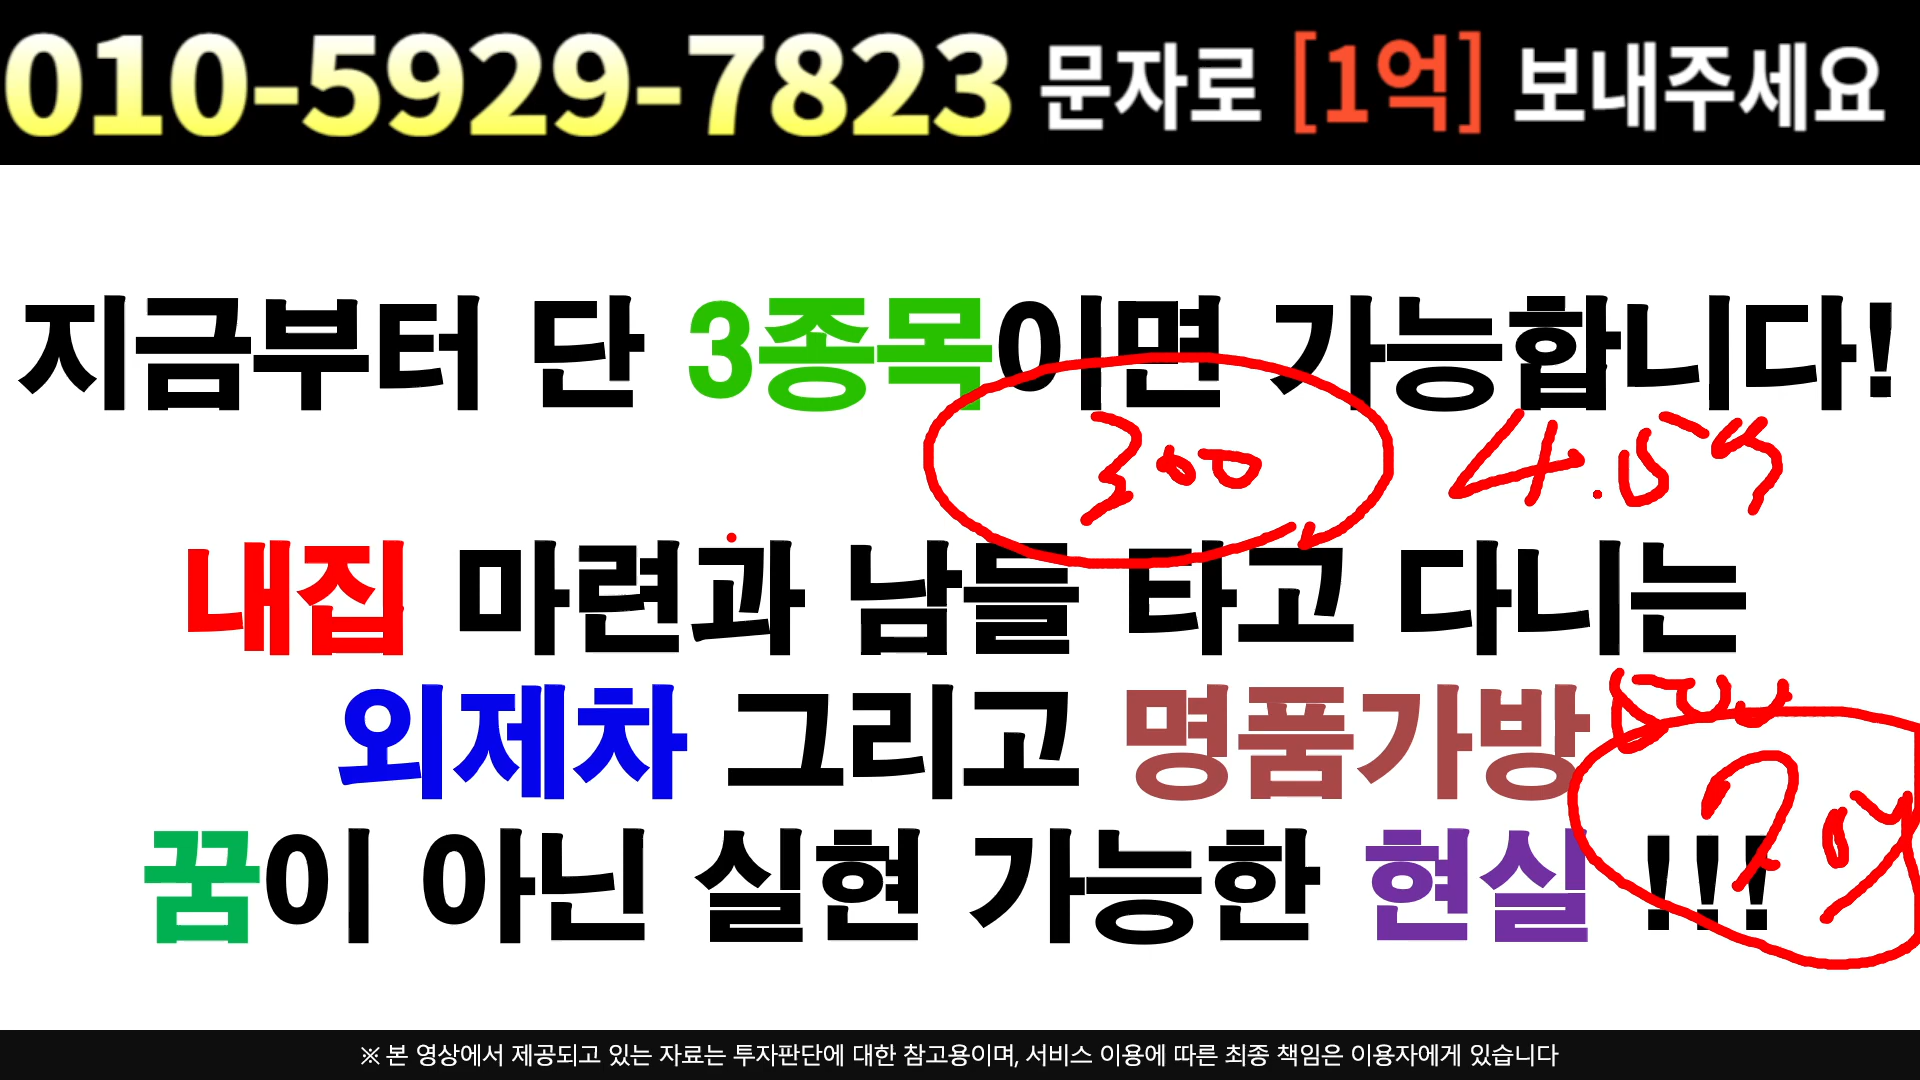 010-5929-7823 문자로 [1억] 보내주세요
지금부터 단 3종목이면 가능합니다!
300
4.5억
내집 마련과 남들 타고 다니는
외제차 그리고 명품가방
500
꿈이 아닌 실현 가능한 현실 !!!
※ 본 영상에서 제공되고 있는 자료는 투자판단에 대한 참고용이며, 서비스 이용에 따른 최종 책임은 이용자에게 있습니다